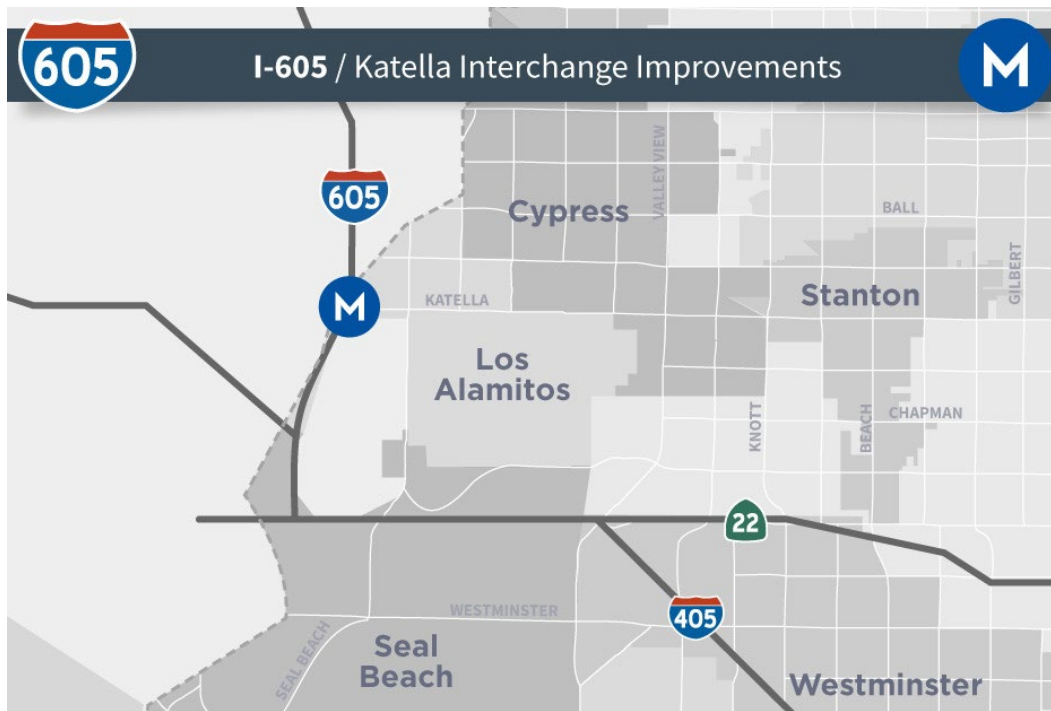 605
I-605 / Katella Interchange Improvements
M
605
VALLEY VIEW
Cypress
BALL
GILBERT
M
KATELLA
Stanton
Los
Alamitos
KNOTT
BEACH
CHAPMAN
22
WESTMINSTER
405
SEAL BEACH
Seal
Beach
Westminster